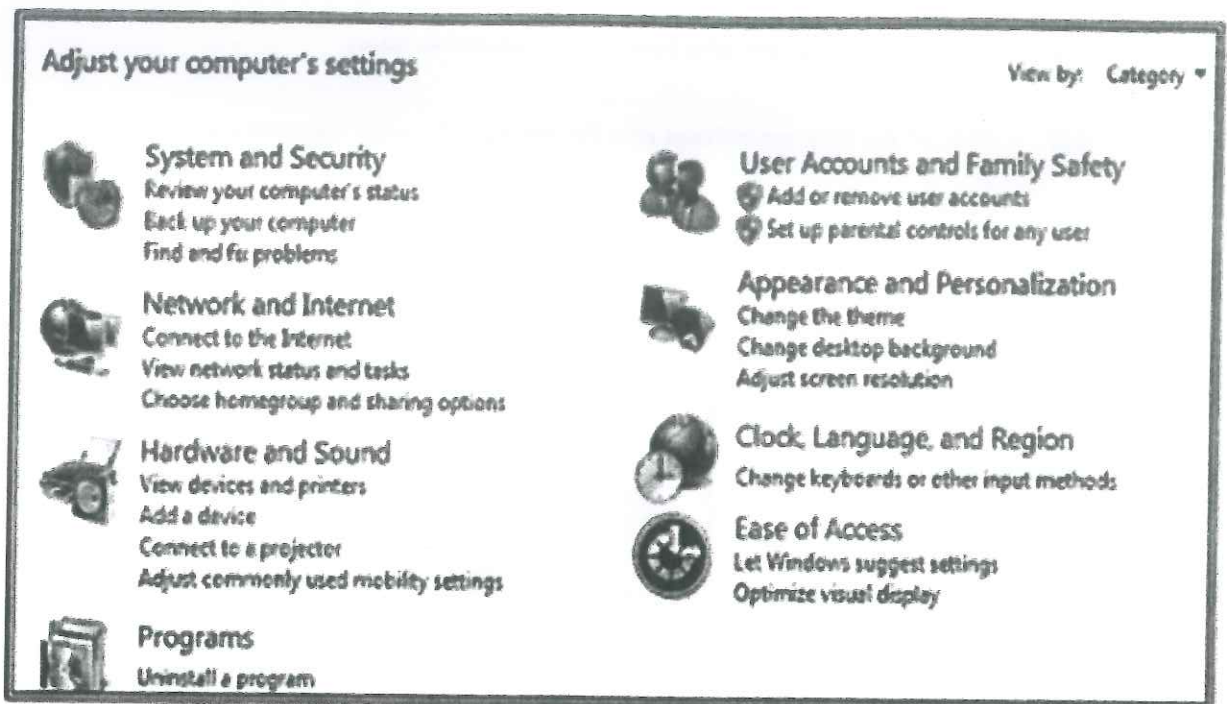 Adjust your computer's settings
View by: Category
System and Security
Review your computer's status
Back up your computer
Find and fix problems
Network and Internet
Connect to the Internet
View network status and tasks
Choose homegroup and sharing options
Hardware and Sound
View devices and printers
Add a device
Connect to a projector
Adjust commonly used mobility settings
Programs
Uninstall a program
User Accounts and Family Safety
Add or remove user accounts
Set up parental controls for any user
Appearance and Personalization
Change the theme
Change desktop background
Adjust screen resolution
Clock, Language, and Region
Change keyboards or other input methods
Ease of Access
Let Windows suggest settings
Optimize visual display